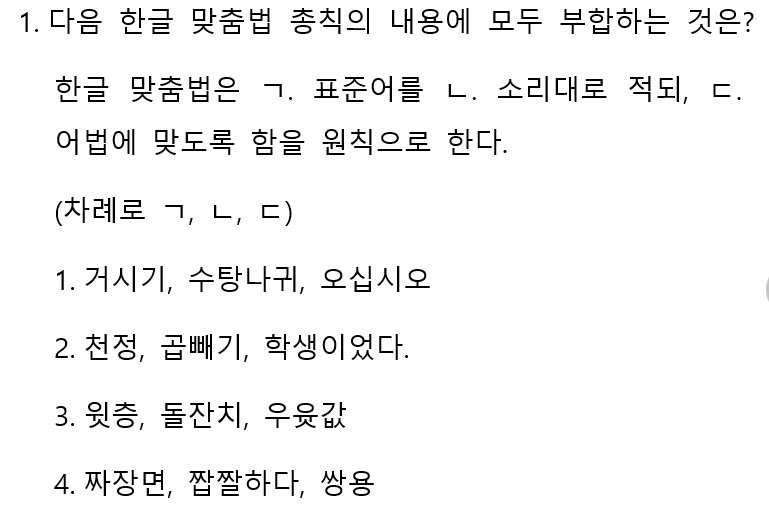 1. 다음 한글 맞춤법 총칙의 내용에 모두 부합하는 것은?
한글 맞춤법은 ㄱ. 표준어를 ㄴ. 소리대로 적되, ㄷ.
어법에 맞도록 함을 원칙으로 한다.
(차례로 ㄱ, ㄴ, ㄷ)
1. 거시기, 수탕나귀, 오십시오
2. 천정, 곱빼기, 학생이었다.
3. 윗층, 돌잔치, 우윳값
4. 짜장면, 짭짤하다, 쌍용